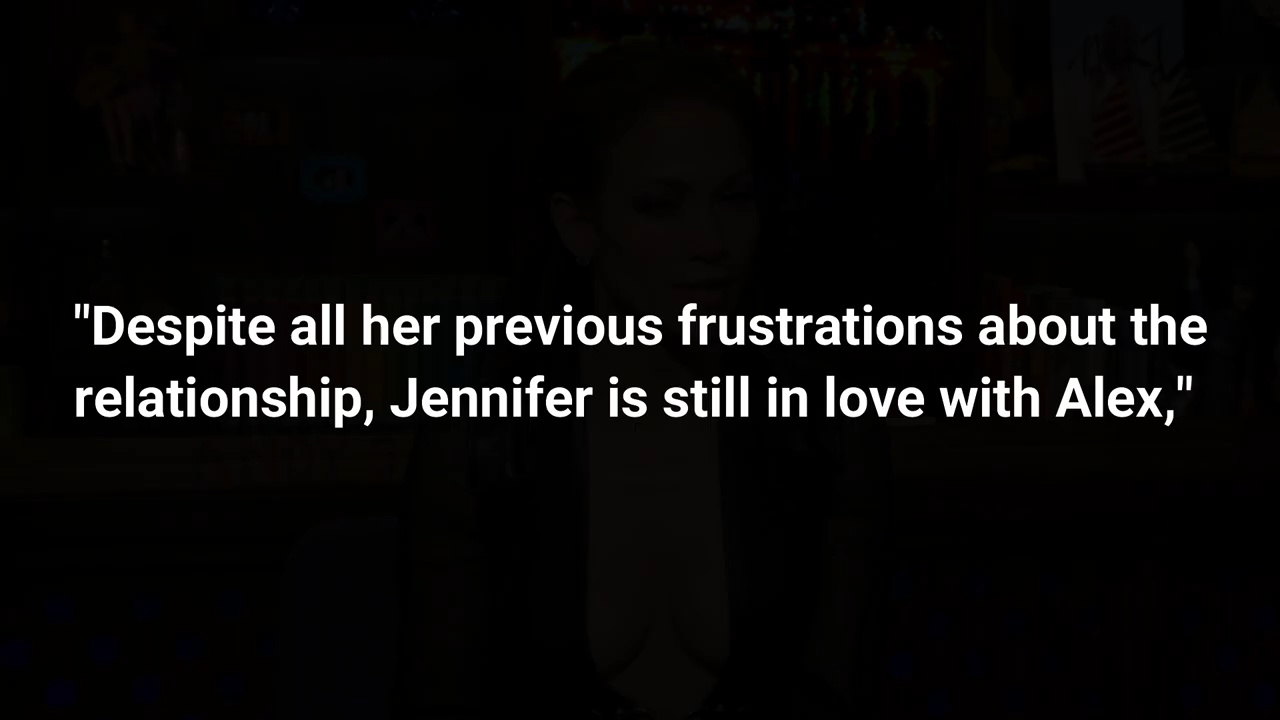 "Despite all her previous frustrations about the
relationship, Jennifer is still in love with Alex,"